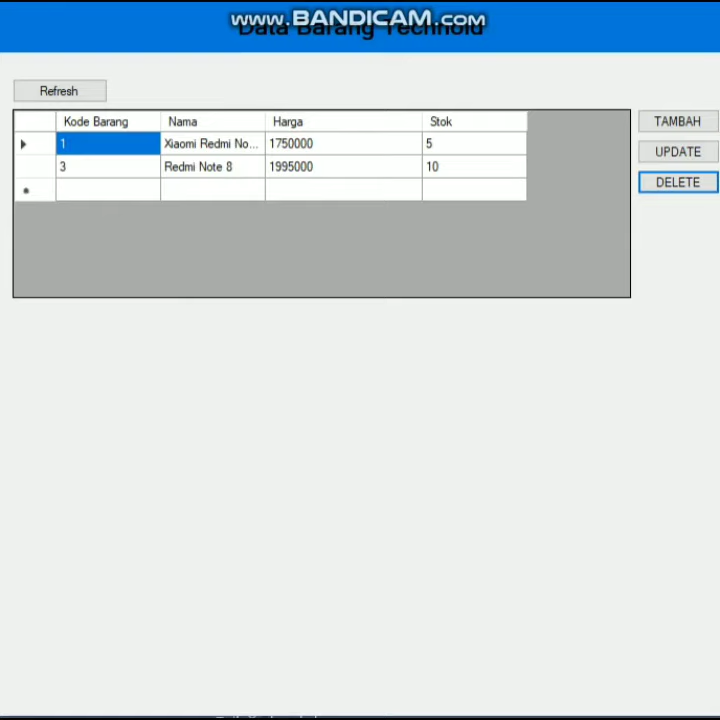 www.BANDICAM.com
Data Barang Technoid
Refresh
Kode Barang Nama Harga Stok
1 Xiaomi Redmi No... 1750000 5
3 Redmi Note 8 1995000 10
TAMBAH
UPDATE
DELETE